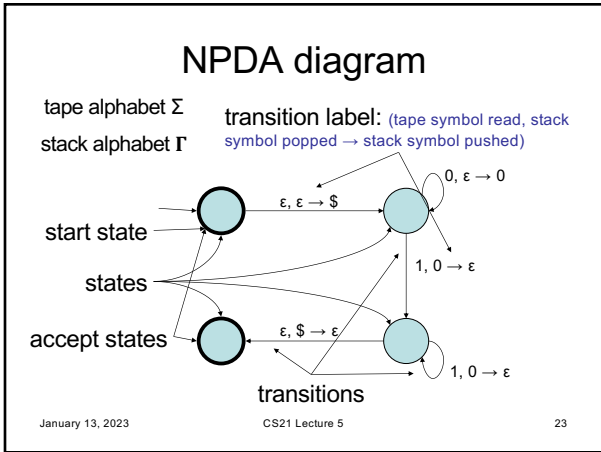 NPDA diagram
tape alphabet Σ
stack alphabet Γ
transition label: (tape symbol read, stack
symbol popped → stack symbol pushed)
0, ε → 0
ε, ε → $
start state
1, 0 → ε
states
ε, $ → ε
accept states
1, 0 → ε
transitions
January 13, 2023
CS21 Lecture 5
23